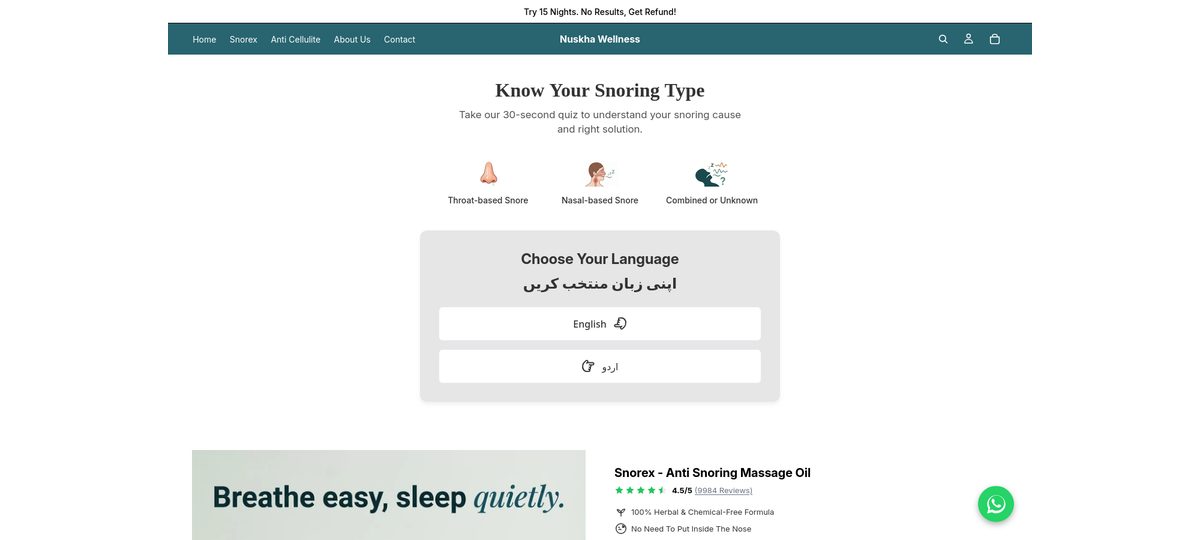 Try 15 Nights. No Results, Get Refund!
Home Snorex Anti Cellulite About Us Contact
Nuskha Wellness
Know Your Snoring Type
Take our 30-second quiz to understand your snoring cause
and right solution.
Throat-based Snore
Nasal-based Snore
Combined or Unknown
Choose Your Language
اپنی زبان منتخب کریں
English
اردو
Breathe easy, sleep quietly.
Snorex - Anti Snoring Massage Oil
4.5/5 (9984 Reviews)
100% Herbal & Chemical-Free Formula
No Need To Put Inside The Nose